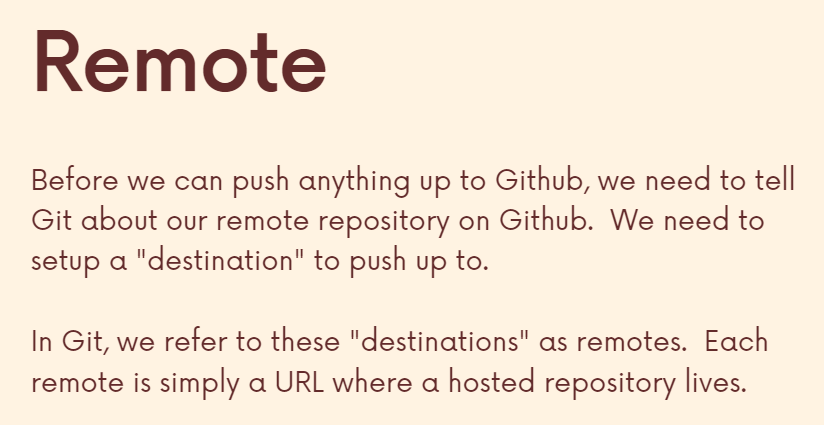 Remote
Before we can push anything up to Github, we need to tell
Git about our remote repository on Github.  We need to
setup a "destination" to push up to.
In Git, we refer to these "destinations" as remotes.  Each
remote is simply a URL where a hosted repository lives.